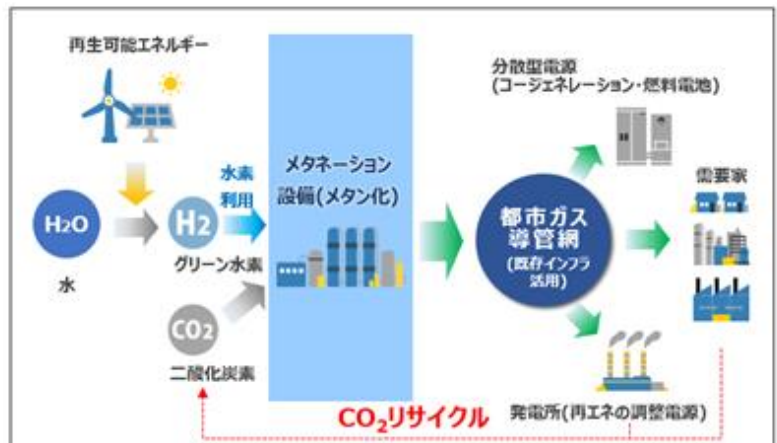 再生可能エネルギー
H2O
水
水素
利用
H2
グリーン水素
CO2
二酸化炭素
メタネーション
設備(メタン化)
都市ガス
導管網
(既存インフラ
活用)
分散型電源
(コージェネレーション・燃料電池)
需要家
発電所(再エネの調整電源)
CO2リサイクル